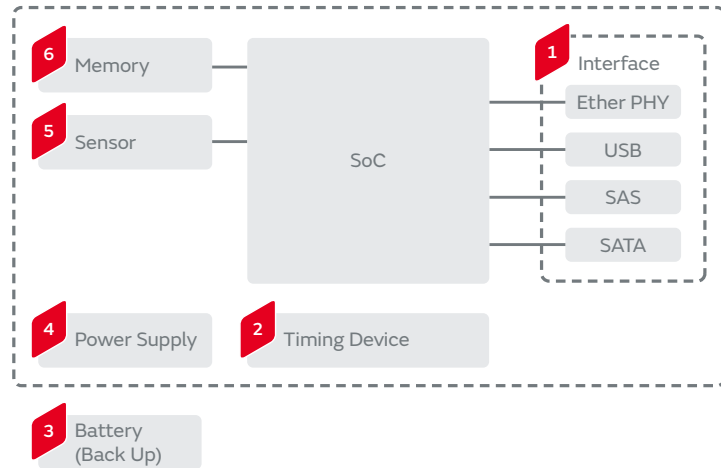 6
Memory
5
Sensor
SoC
1
Interface
Ether PHY
USB
SAS
SATA
4
Power Supply
2
Timing Device
3
Battery
(Back Up)